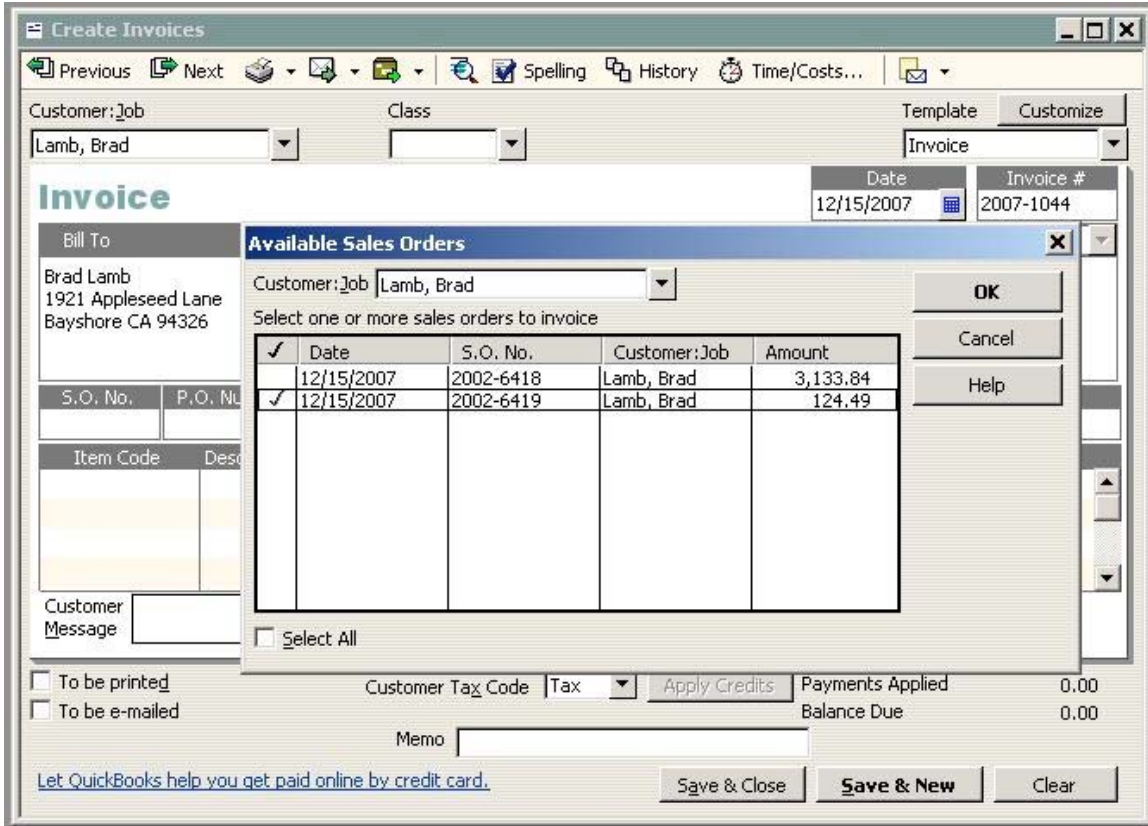 Create Invoices
Previous Next Spelling History Time/Costs...
Customer:Job Class Template Customize
Lamb, Brad Invoice
Invoice Date Invoice #
12/15/2007 2007-1044
Bill To
Brad Lamb
1921 Appleseed Lane
Bayshore CA 94326
Available Sales Orders
Customer:Job Lamb, Brad OK
Select one or more sales orders to invoice
Cancel
Help
✓ Date S.O. No. Customer:Job Amount
12/15/2007 2002-6418 Lamb, Brad 3,133.84
✓ 12/15/2007 2002-6419 Lamb, Brad 124.49
Select All
S.O. No. P.O. Nu
Item Code Desc
Customer
Message
To be printed Customer Tax Code Tax Apply Credits Payments Applied 0.00
To be e-mailed Balance Due 0.00
Memo
Let QuickBooks help you get paid online by credit card. Save & Close Save & New Clear